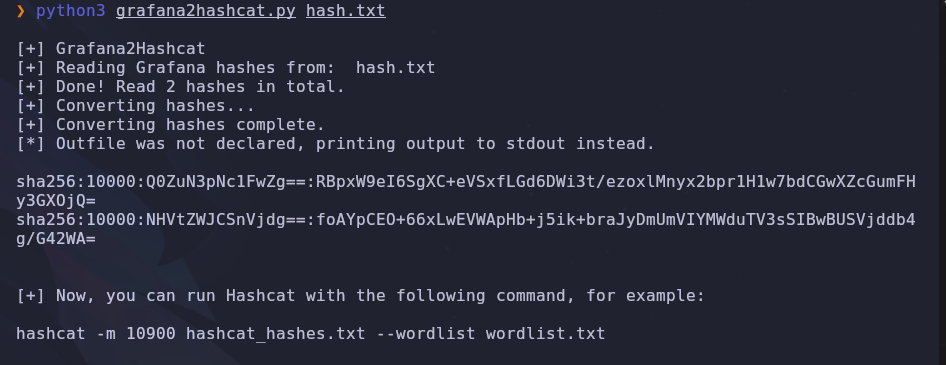 ❯ python3 grafana2hashcat.py hash.txt
[+] Grafana2Hashcat
[+] Reading Grafana hashes from:  hash.txt
[+] Done! Read 2 hashes in total.
[+] Converting hashes...
[+] Converting hashes complete.
[*] Outfile was not declared, printing output to stdout instead.
sha256:10000:Q0ZuN3pNc1FwZg==:RBpxW9eI6SgXC+eVSxfLGd6DWi3t/ezoxlMnyx2bpr1H1w7bdCGwXZcGumFH
y3GXOjQ=
sha256:10000:NHVtZWJCSnVjdg==:foAYpCEO+66xLwEVWApHb+j5ik+braJyDmUmVIYMWduTV3sSIBwBUSVjddb4
g/G42WA=
[+] Now, you can run Hashcat with the following command, for example:
hashcat -m 10900 hashcat_hashes.txt --wordlist wordlist.txt